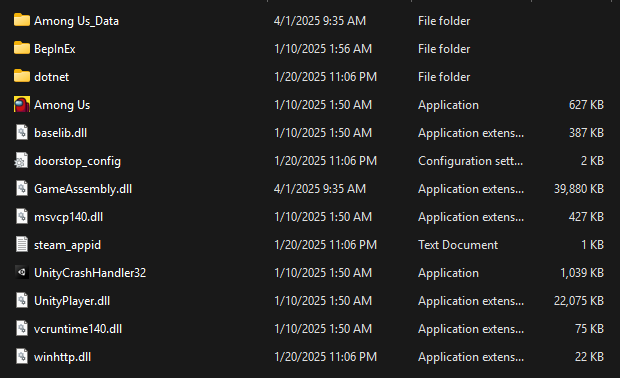 Among Us_Data 4/1/2025 9:35 AM File folder
BepInEx 1/10/2025 1:56 AM File folder
dotnet 1/20/2025 11:06 PM File folder
Among Us 1/10/2025 1:50 AM Application 627 KB
baselib.dll 1/10/2025 1:50 AM Application extens... 387 KB
doorstop_config 1/20/2025 11:06 PM Configuration sett... 2 KB
GameAssembly.dll 4/1/2025 9:35 AM Application extens... 39,880 KB
msvcp140.dll 1/10/2025 1:50 AM Application extens... 427 KB
steam_appid 1/20/2025 11:06 PM Text Document 1 KB
UnityCrashHandler32 1/10/2025 1:50 AM Application 1,039 KB
UnityPlayer.dll 1/10/2025 1:50 AM Application extens... 22,075 KB
vcruntime140.dll 1/10/2025 1:50 AM Application extens... 75 KB
winhttp.dll 1/20/2025 11:06 PM Application extens... 22 KB